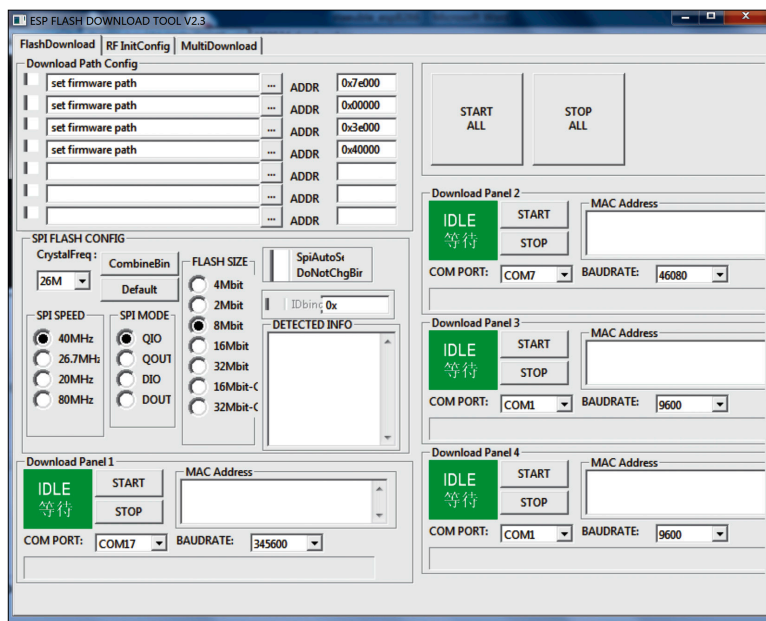 ESP FLASH DOWNLOAD TOOL V2.3
FlashDownload RF InitConfig MultiDownload
Download Path Config
set firmware path ... ADDR 0x7e000
set firmware path ... ADDR 0x00000
set firmware path ... ADDR 0x3e000
set firmware path ... ADDR 0x40000
... ADDR
... ADDR
... ADDR
SPI FLASH CONFIG
CrystalFreq :
26M
CombineBin
Default
SPI SPEED
40MHz
26.7MHz
20MHz
80MHz
SPI MODE
QIO
QOUT
DIO
DOUT
FLASH SIZE
4Mbit
2Mbit
8Mbit
16Mbit
32Mbit
16Mbit-C
32Mbit-C
SpiAutoSe
DoNotChgBin
IDbinc 0x
DETECTED INFO
Download Panel 1
IDLE
等待
START
STOP
MAC Address
COM PORT: COM17 BAUDRATE: 345600
START
ALL
STOP
ALL
Download Panel 2
IDLE
等待
START
STOP
MAC Address
COM PORT: COM7 BAUDRATE: 46080
Download Panel 3
IDLE
等待
START
STOP
MAC Address
COM PORT: COM1 BAUDRATE: 9600
Download Panel 4
IDLE
等待
START
STOP
MAC Address
COM PORT: COM1 BAUDRATE: 9600